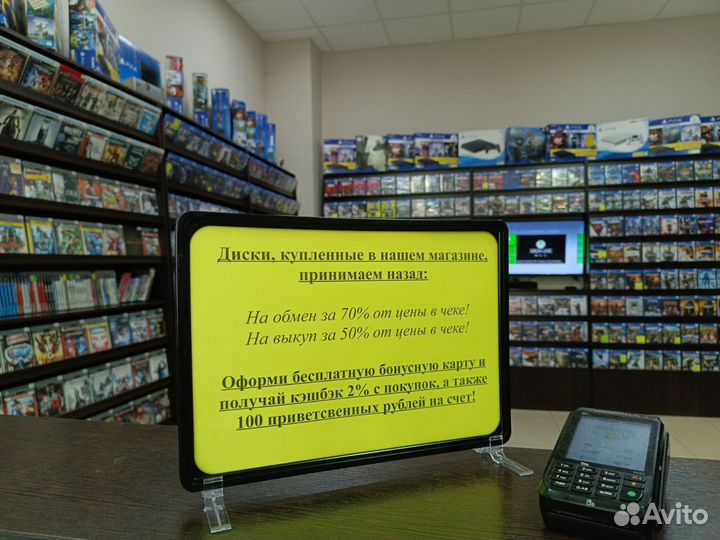 Диски, купленные в нашем магазине,
принимаем назад:
На обмен за 70% от цены в чеке!
На выкуп за 50% от цены в чеке!
Оформи бесплатную бонусную карту и
получай кэшбэк 2% с покупок, а также
100 приветсвенных рублей на счет!
Avito